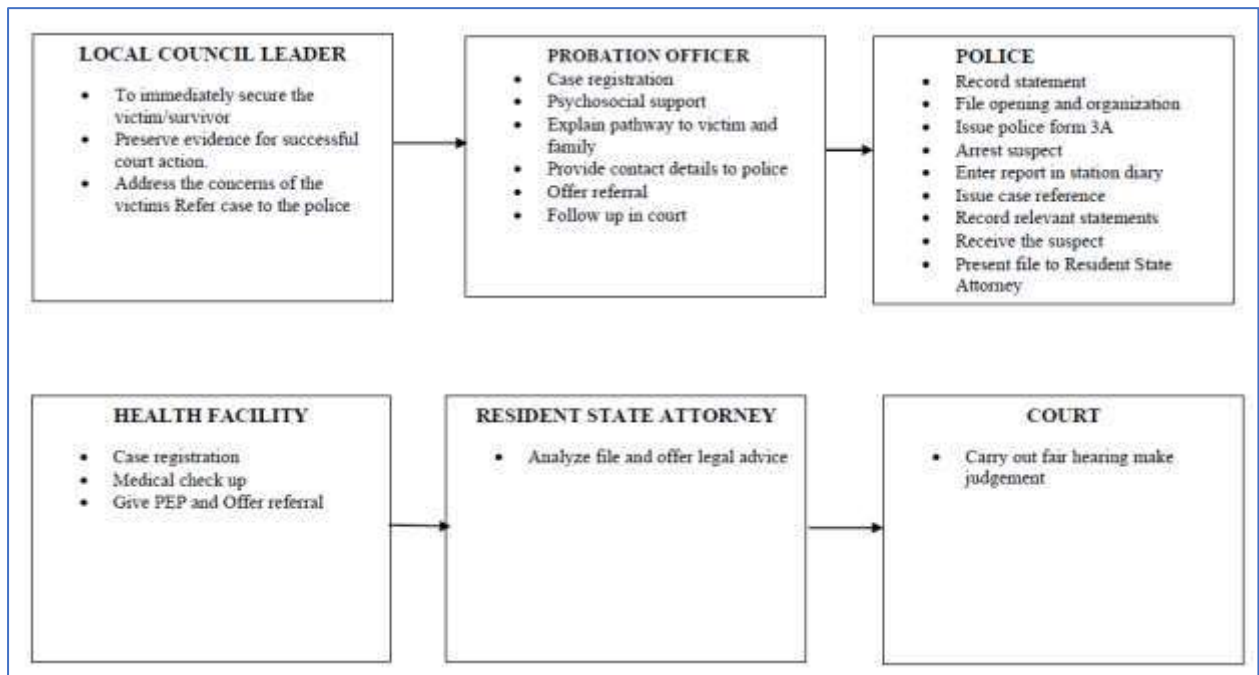 LOCAL COUNCIL LEADER
To immediately secure the
victim/survivor
Preserve evidence for successful
court action.
Address the concerns of the
victims Refer case to the police
PROBATION OFFICER
Case registration
Psychosocial support
Explain pathway to victim and
family
Provide contact details to police
Offer referral
Follow up in court
POLICE
Record statement
File opening and organization
Issue police form 3A
Arrest suspect
Enter report in station diary
Issue case reference
Record relevant statements
Receive the suspect
Present file to Resident State
Attorney
HEALTH FACILITY
Case registration
Medical check up
Give PEP and Offer referral
RESIDENT STATE ATTORNEY
Analyze file and offer legal advice
COURT
Carry out fair hearing make
judgement